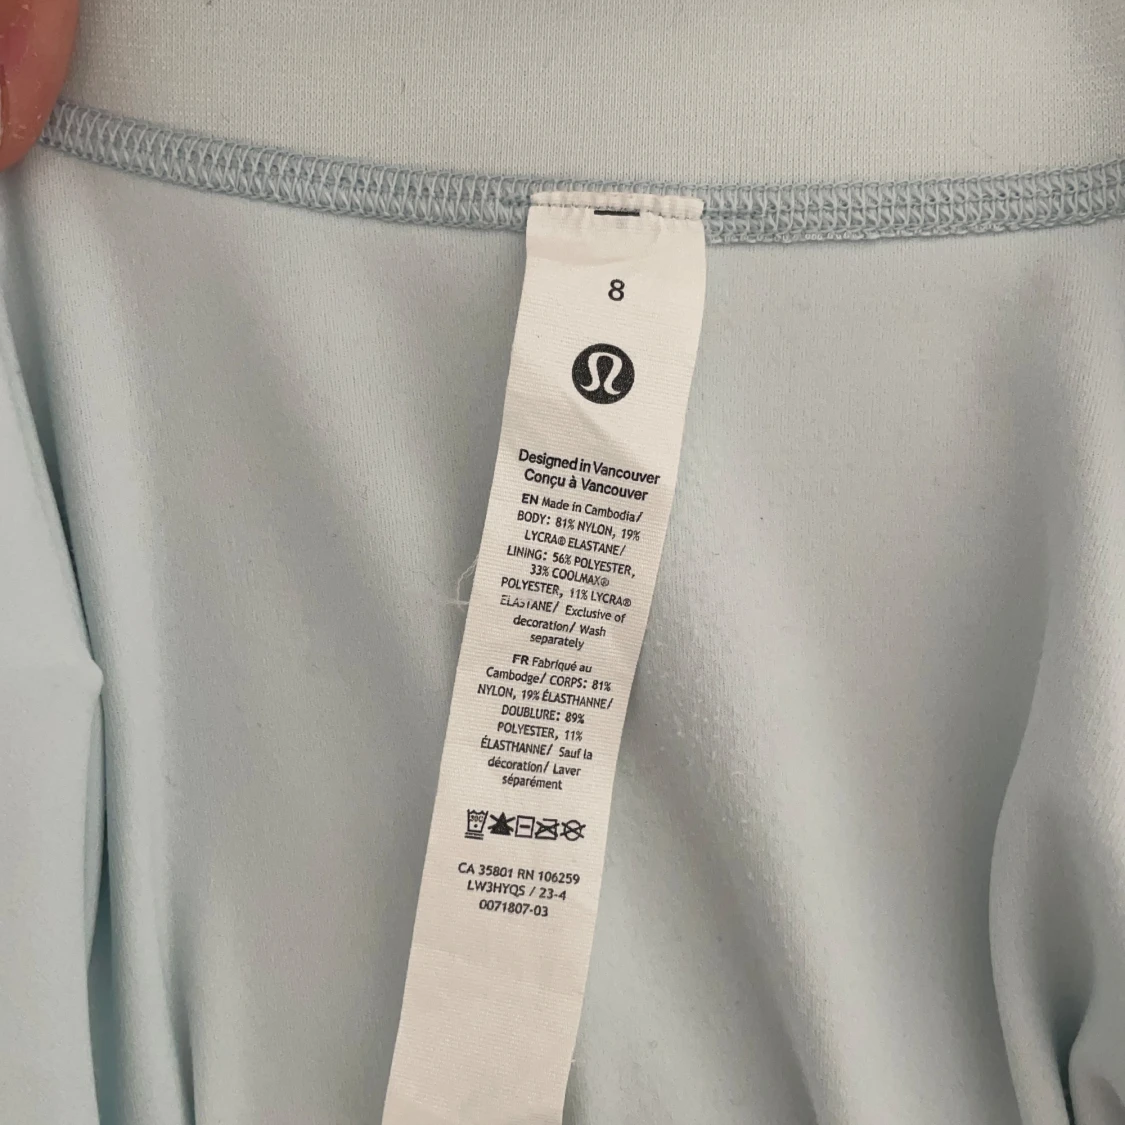 8
Designed in Vancouver
Conçu à Vancouver
EN Made in Cambodia/
BODY: 81% NYLON, 19%
LYCRA® ELASTANE/
LINING: 56% POLYESTER,
33% COOLMAX®
POLYESTER, 11% LYCRA®
ELASTANE/ Exclusive of
decoration/ Wash
separately
FR Fabriqué au
Cambodge/ CORPS: 81%
NYLON, 19% ÉLASTHANNE/
DOUBLURE: 89%
POLYESTER, 11%
ÉLASTHANNE/ Sauf la
décoration/ Laver
séparément
30C
CA 35801 RN 106259
LW3HYQS / 23-4
0071807-03